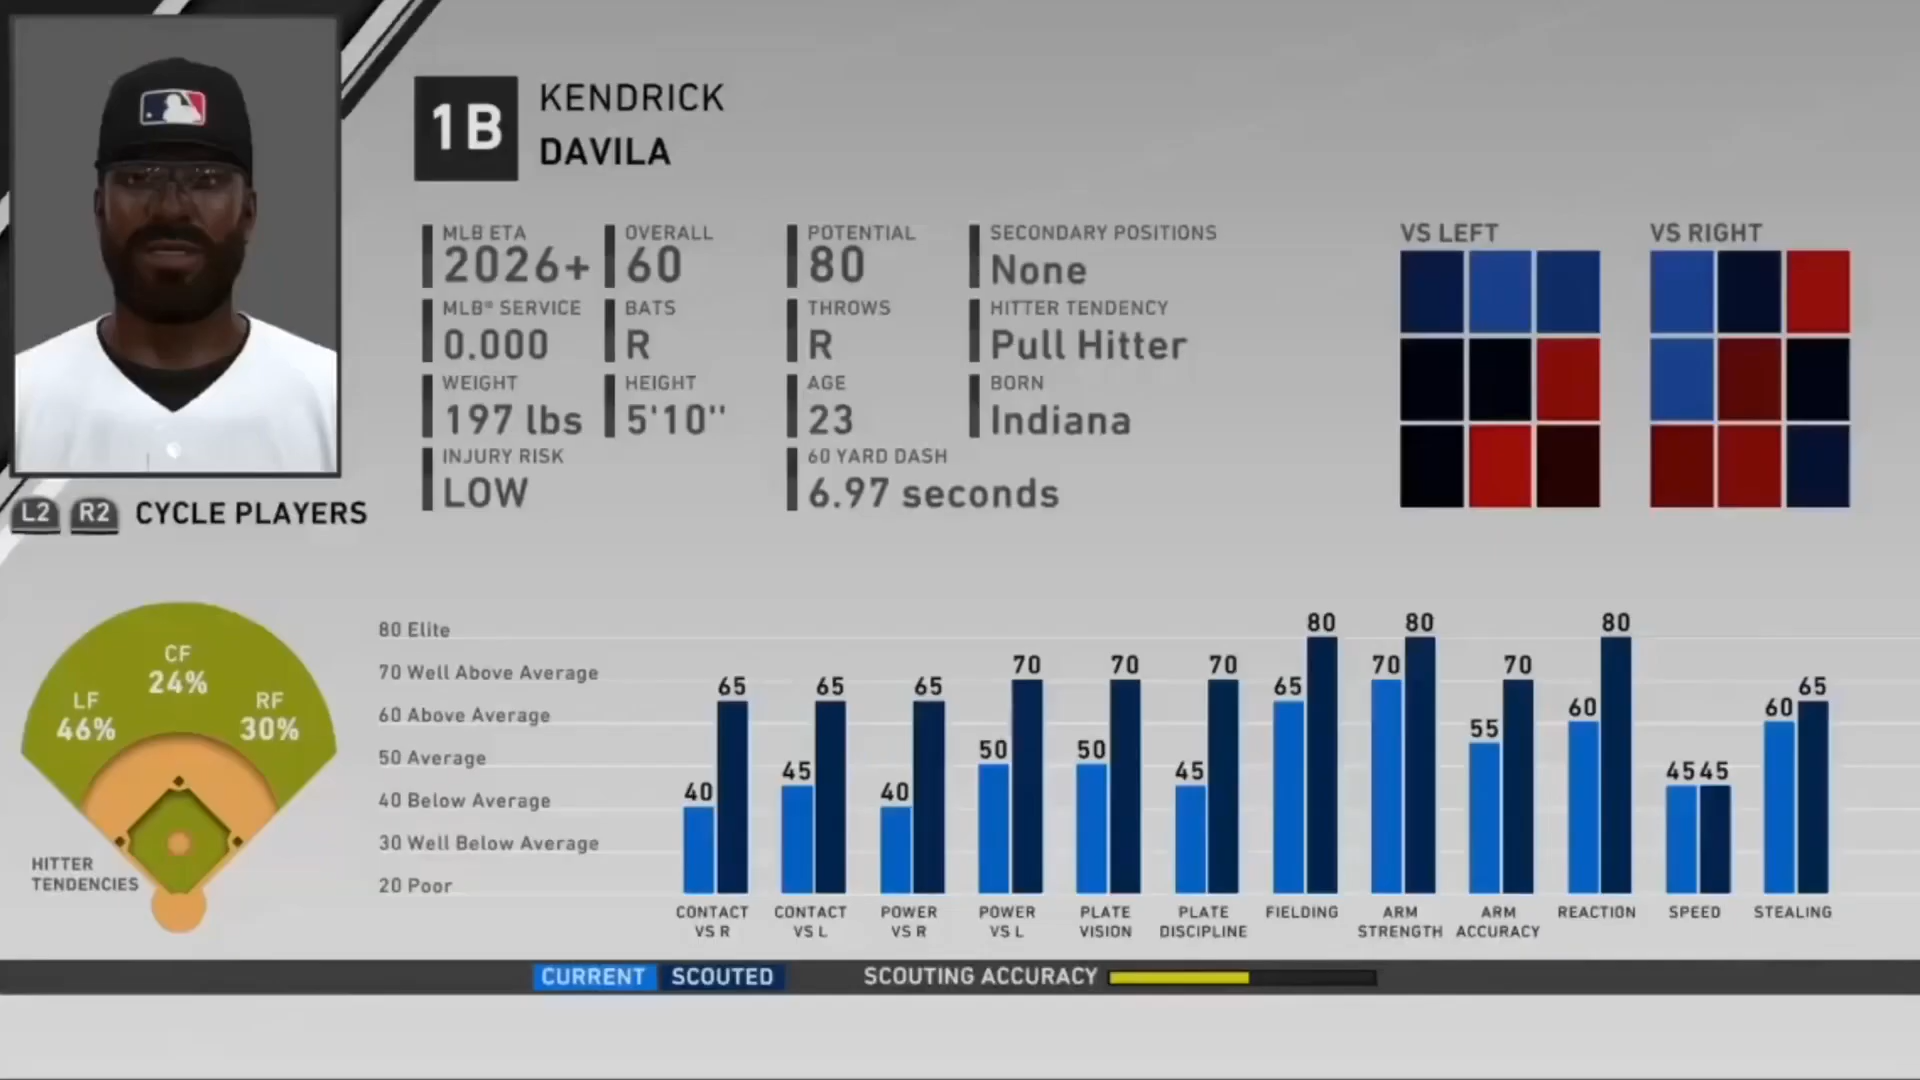 1B
KENDRICK
DAVILA
MLB ETA
2026+
OVERALL
60
POTENTIAL
80
SECONDARY POSITIONS
None
MLB® SERVICE
0.000
BATS
R
THROWS
R
HITTER TENDENCY
Pull Hitter
WEIGHT
197 lbs
HEIGHT
5'10"
AGE
23
BORN
Indiana
INJURY RISK
LOW
60 YARD DASH
6.97 seconds
VS LEFT
VS RIGHT
L2 R2 CYCLE PLAYERS
CF
24%
LF
46%
RF
30%
HITTER
TENDENCIES
80 Elite
70 Well Above Average
60 Above Average
50 Average
40 Below Average
30 Well Below Average
20 Poor
40 65
45 65
40 65
50 70
50 70
45 70
65 80
70 80
55 70
60 80
45 45
60 65
CONTACT
VS R
CONTACT
VS L
POWER
VS R
POWER
VS L
PLATE
VISION
PLATE
DISCIPLINE
FIELDING
ARM
STRENGTH
ARM
ACCURACY
REACTION
SPEED
STEALING
CURRENT SCOUTED SCOUTING ACCURACY